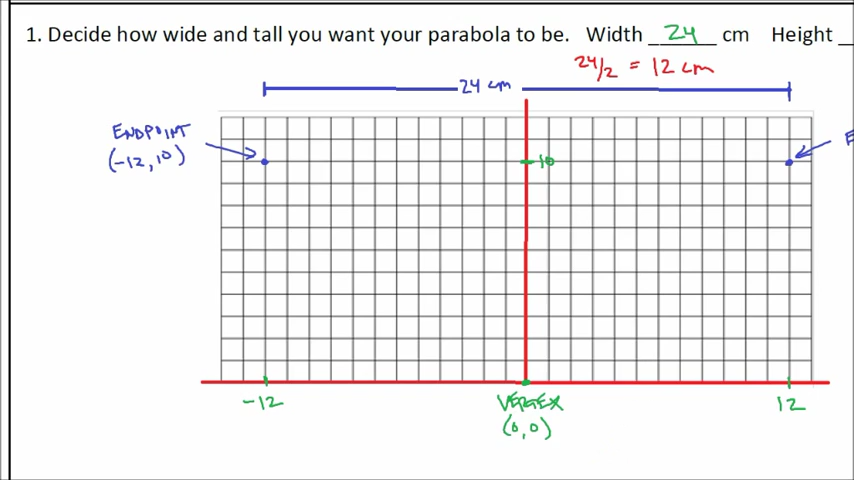 1. Decide how wide and tall you want your parabola to be. Width 24 cm Height
24/2 = 12 cm
24 cm
ENDPOINT
(-12, 10)
10
E
-12
VERTEX
(0, 0)
12